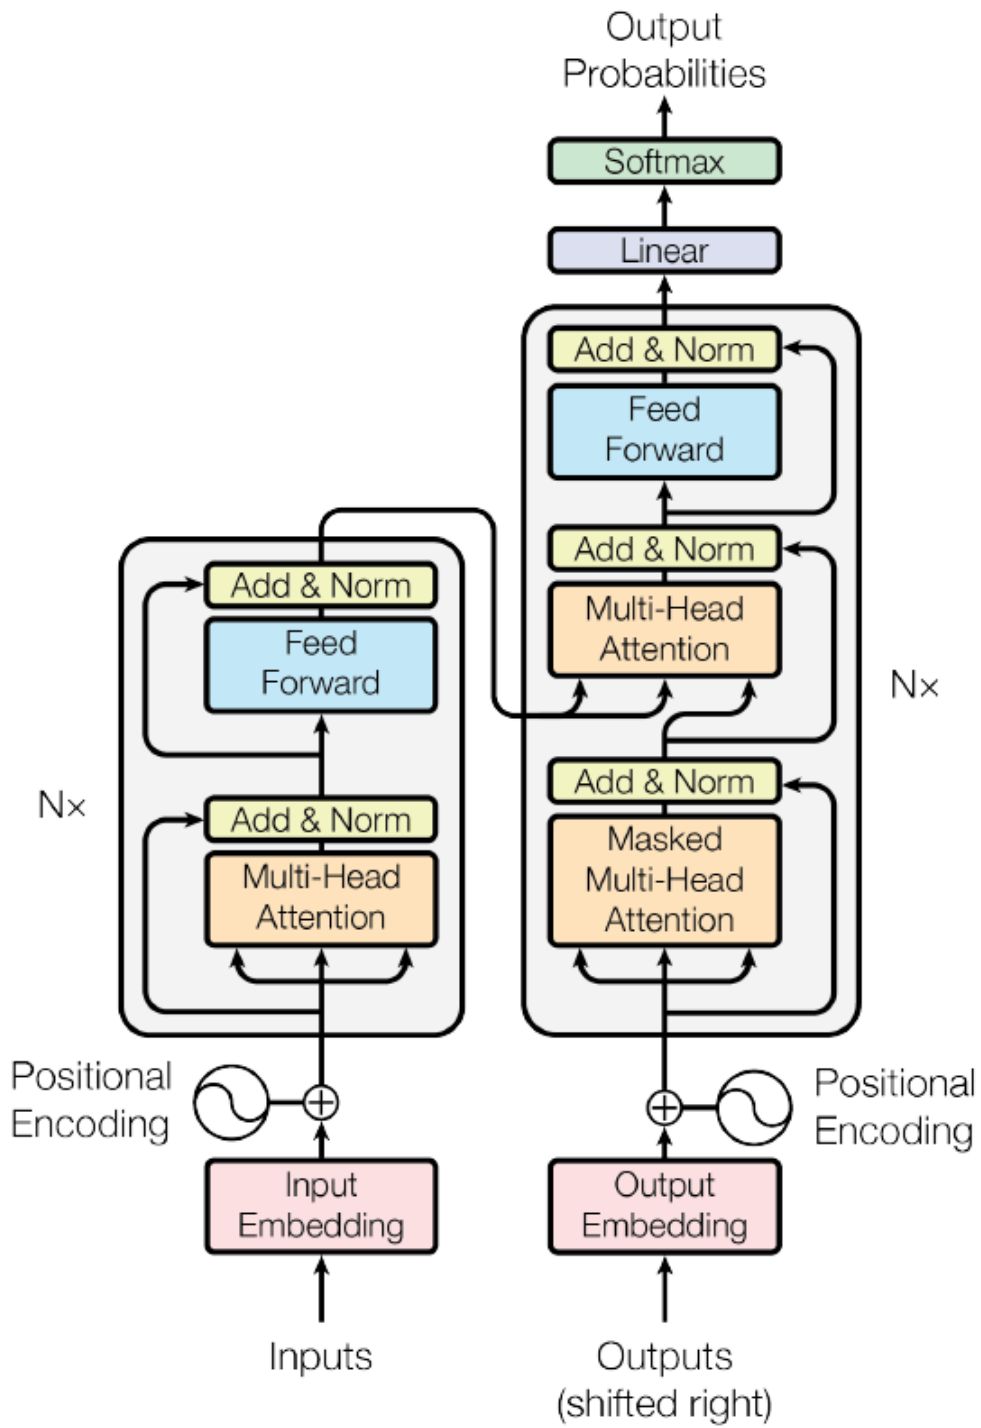 Output
Probabilities
Softmax
Linear
Add & Norm
Feed
Forward
Add & Norm
Multi-Head
Attention
Add & Norm
Masked
Multi-Head
Attention
Nx
Add & Norm
Feed
Forward
Add & Norm
Multi-Head
Attention
Nx
Positional
Encoding
Positional
Encoding
Input
Embedding
Output
Embedding
Inputs
Outputs
(shifted right)